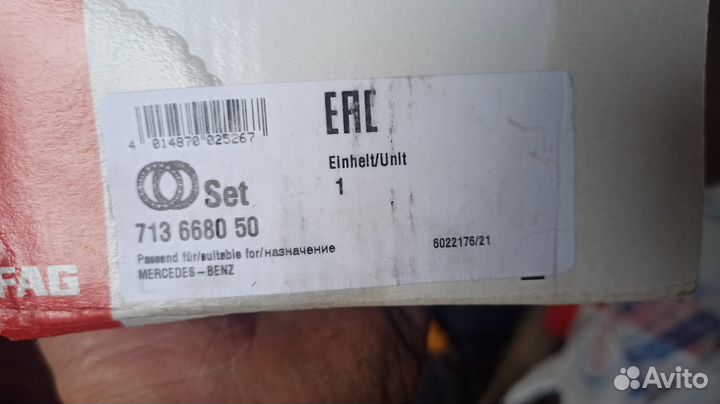 EAC
4 014870 025267
Einheit/Unit
1
Set
713 6680 50
Passend für/suitable for/назначение
MERCEDES-BENZ
6022176/21
FAG
Avito